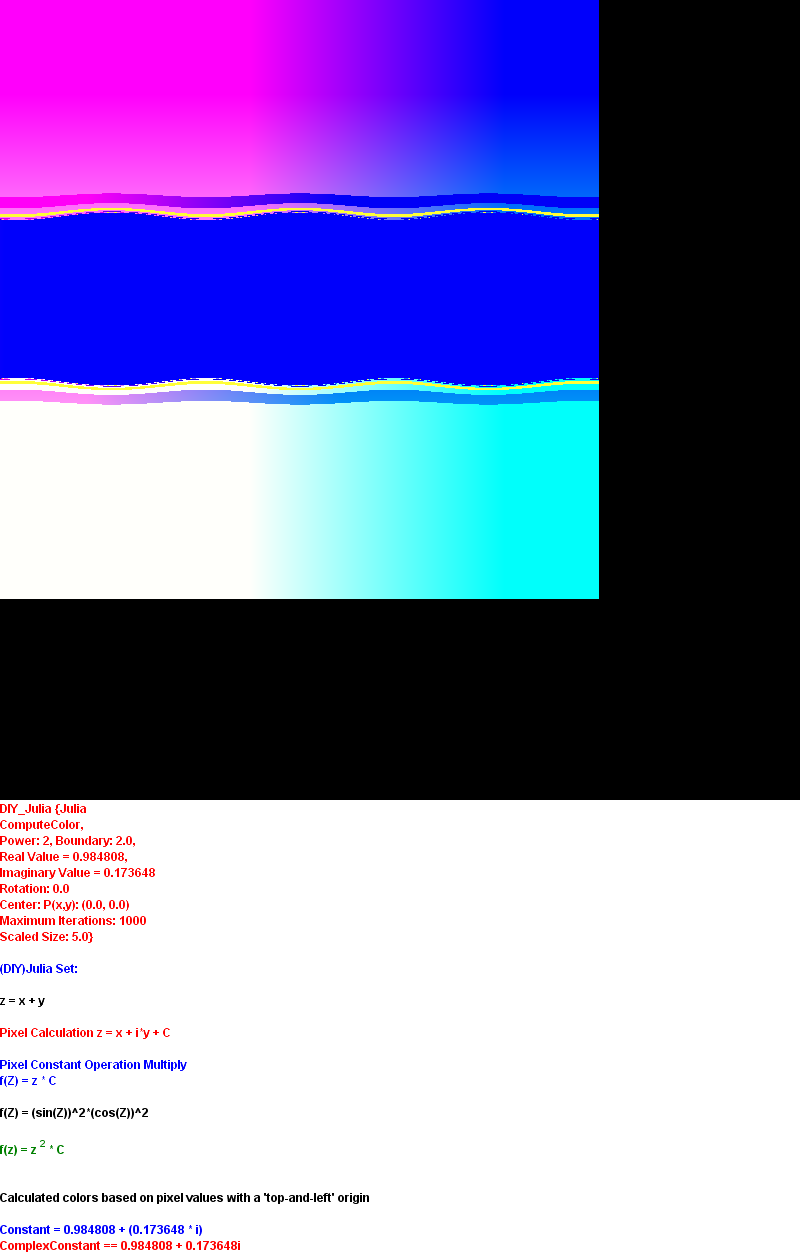 DIY_Julia {Julia
ComputeColor,
Power: 2, Boundary: 2.0,
Real Value = 0.984808,
Imaginary Value = 0.173648
Rotation: 0.0
Center: P(x,y): (0.0, 0.0)
Maximum Iterations: 1000
Scaled Size: 5.0}
(DIY)Julia Set:
z = x + y
Pixel Calculation z = x + i*y + C
Pixel Constant Operation Multiply
f(Z) = z * C
f(Z) = (sin(Z))^2*(cos(Z))^2
f(z) = z 2 * C
Calculated colors based on pixel values with a 'top-and-left' origin
Constant = 0.984808 + (0.173648 * i)
ComplexConstant == 0.984808 + 0.173648i